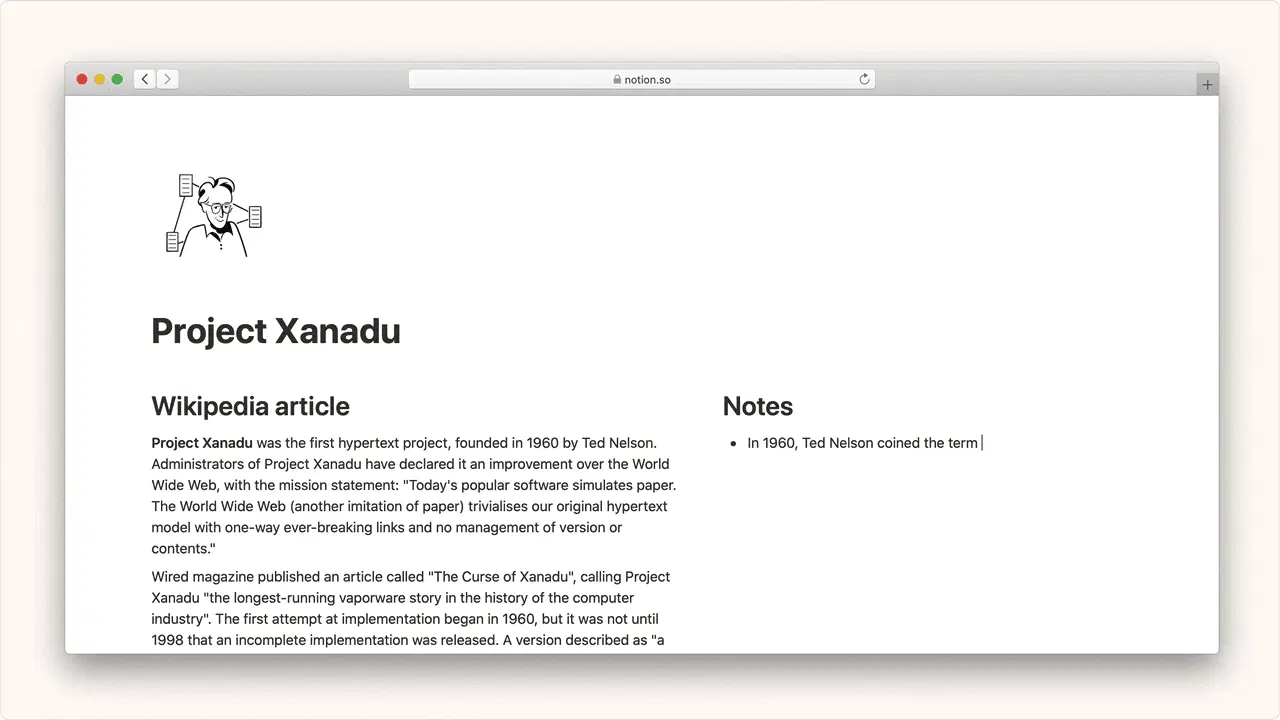 notion.so
Project Xanadu
Wikipedia article
Project Xanadu was the first hypertext project, founded in 1960 by Ted Nelson.
Administrators of Project Xanadu have declared it an improvement over the World
Wide Web, with the mission statement: "Today's popular software simulates paper.
The World Wide Web (another imitation of paper) trivialises our original hypertext
model with one-way ever-breaking links and no management of version or
contents."
Wired magazine published an article called "The Curse of Xanadu", calling Project
Xanadu "the longest-running vaporware story in the history of the computer
industry". The first attempt at implementation began in 1960, but it was not until
1998 that an incomplete implementation was released. A version described as "a
Notes
• In 1960, Ted Nelson coined the term